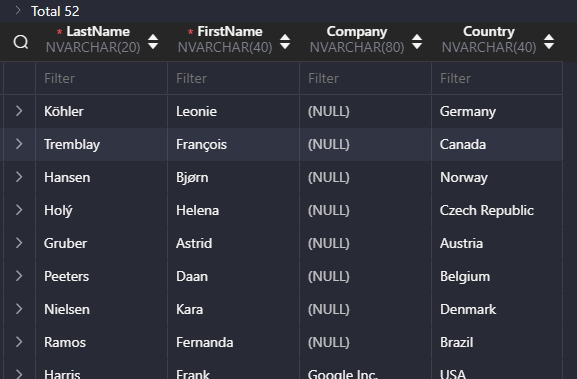 Total 52
* LastName * FirstName Company Country
NVARCHAR(20) NVARCHAR(40) NVARCHAR(80) NVARCHAR(40)
Filter Filter Filter Filter
Köhler Leonie (NULL) Germany
Tremblay François (NULL) Canada
Hansen Bjørn (NULL) Norway
Holý Helena (NULL) Czech Republic
Gruber Astrid (NULL) Austria
Peeters Daan (NULL) Belgium
Nielsen Kara (NULL) Denmark
Ramos Fernanda (NULL) Brazil
Harris Frank Google Inc. USA